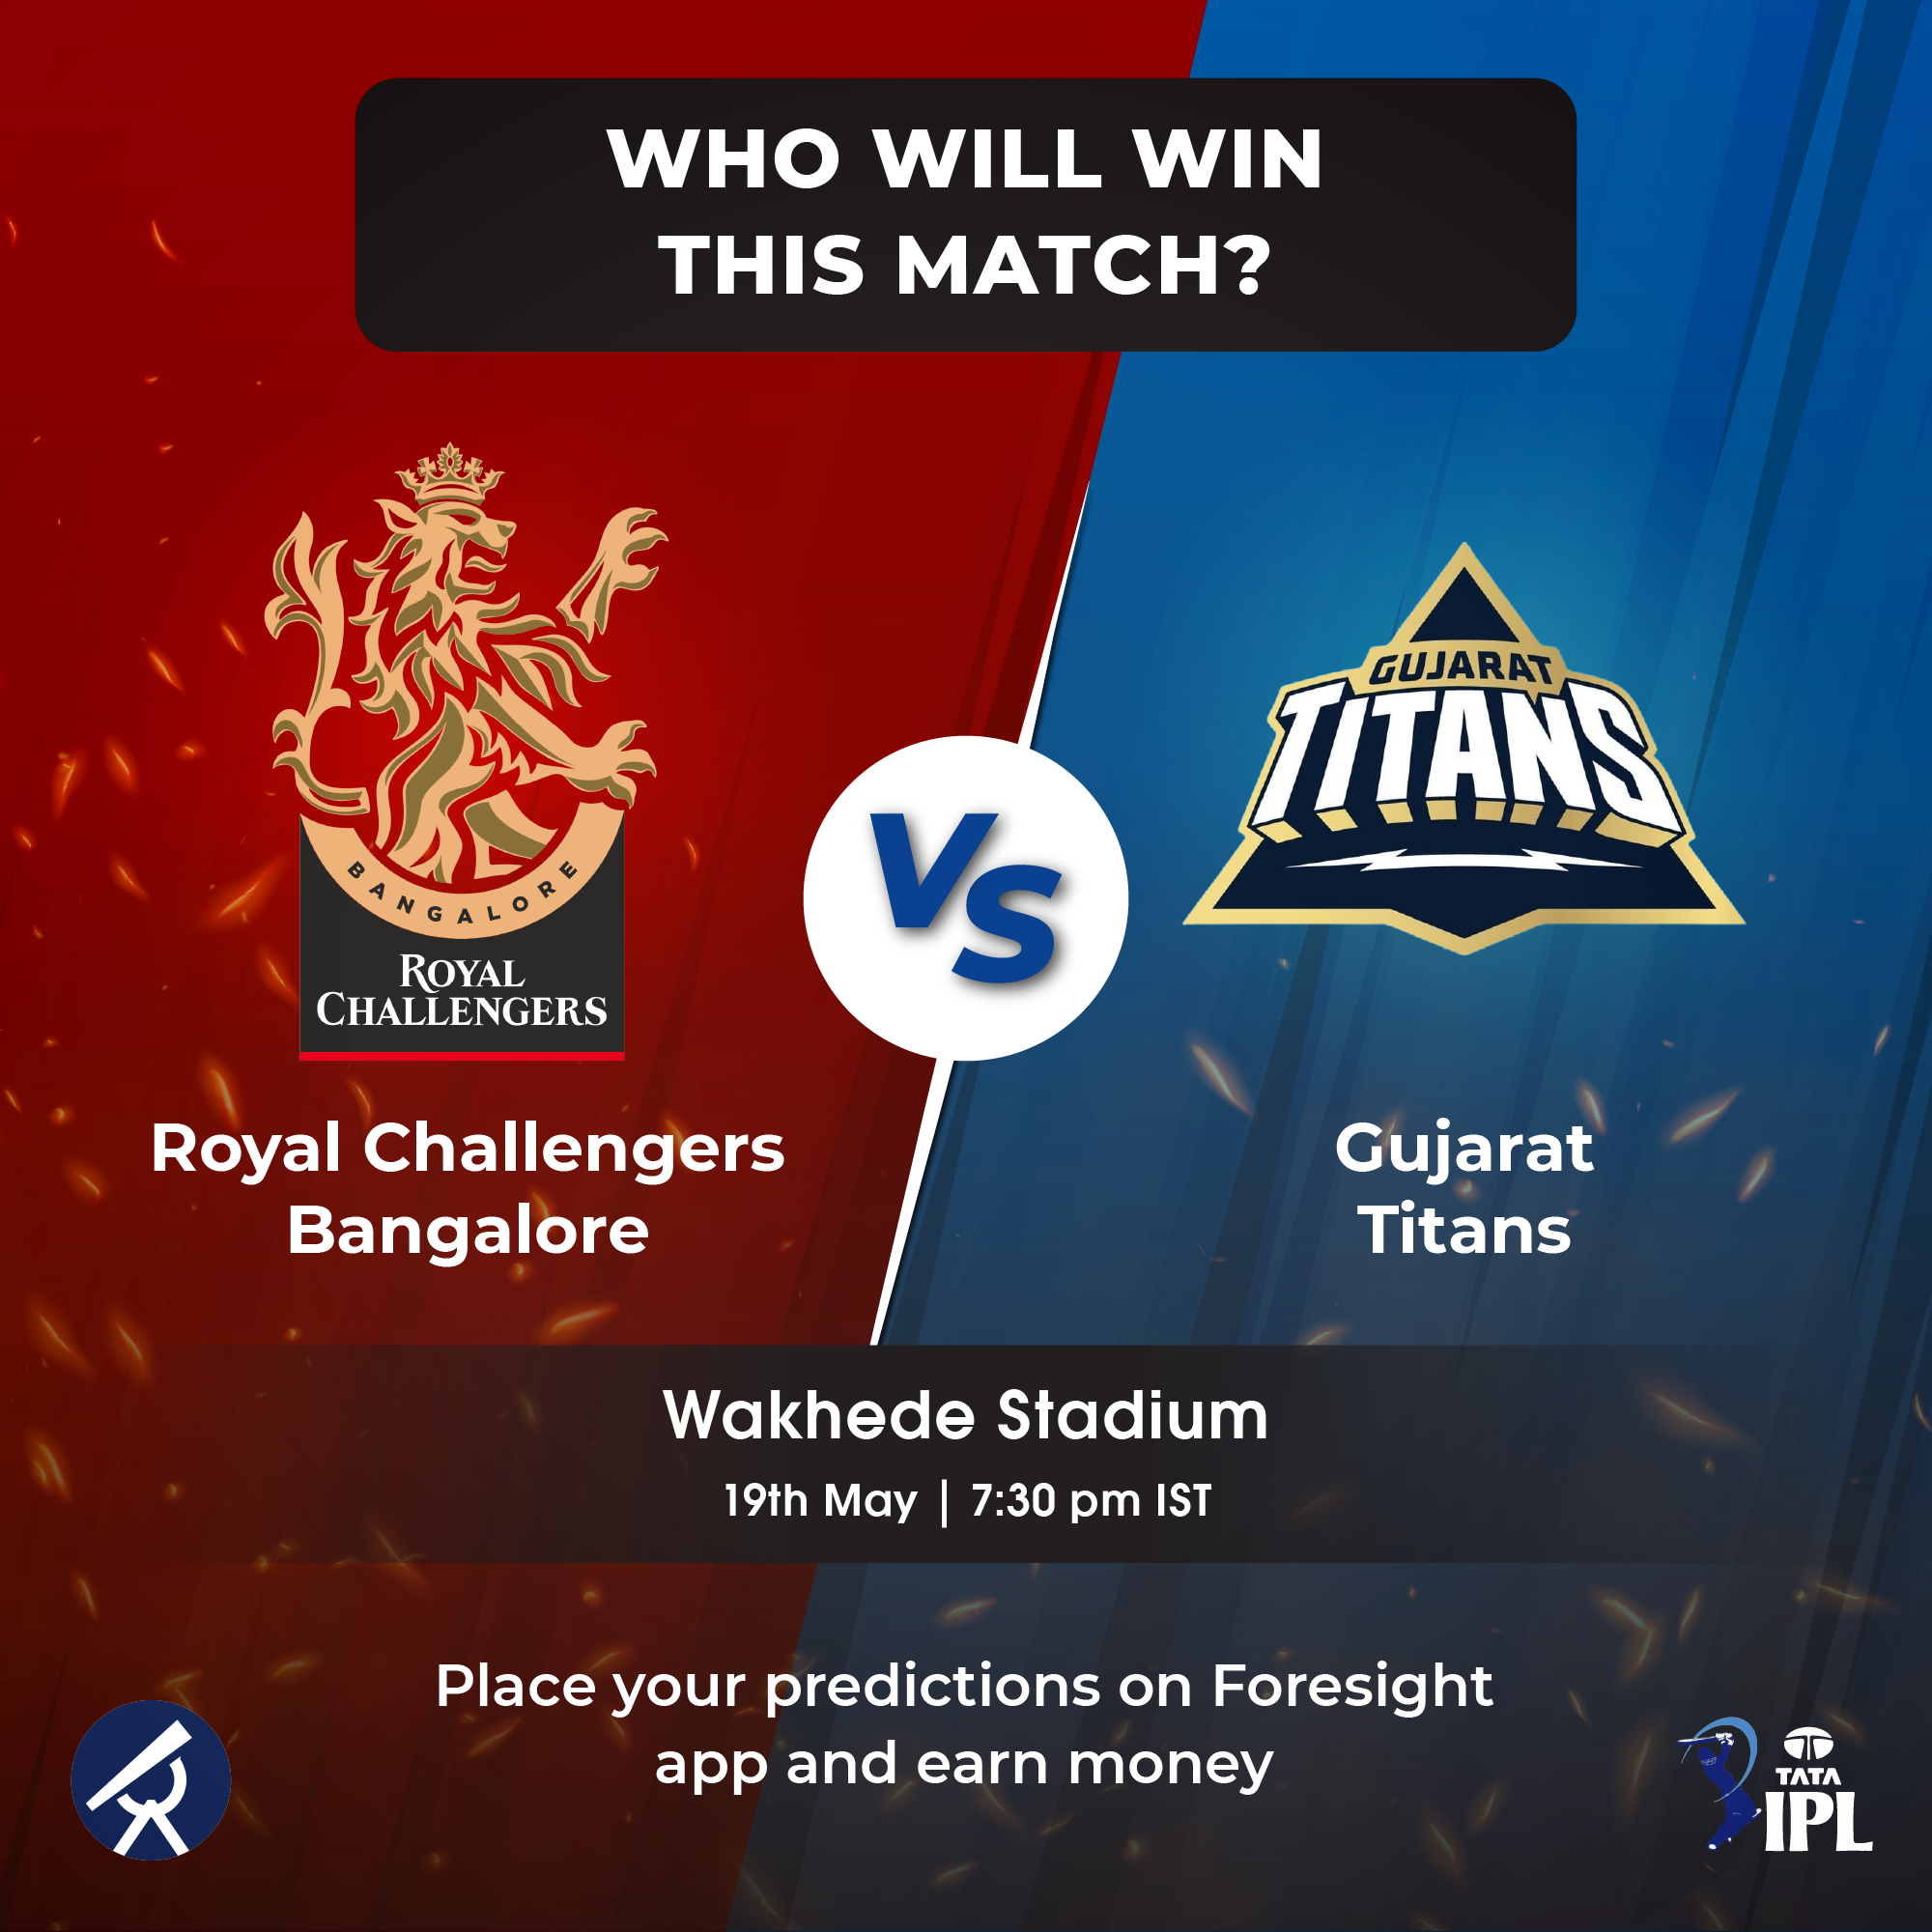 WHO WILL WIN
THIS MATCH?
BANGALORE
ROYAL
CHALLENGERS
VS
GUJARAT
TITANS
Royal Challengers
Bangalore
Gujarat
Titans
Wakhede Stadium
19th May | 7:30 pm IST
Place your predictions on Foresight
app and earn money
TATA
IPL